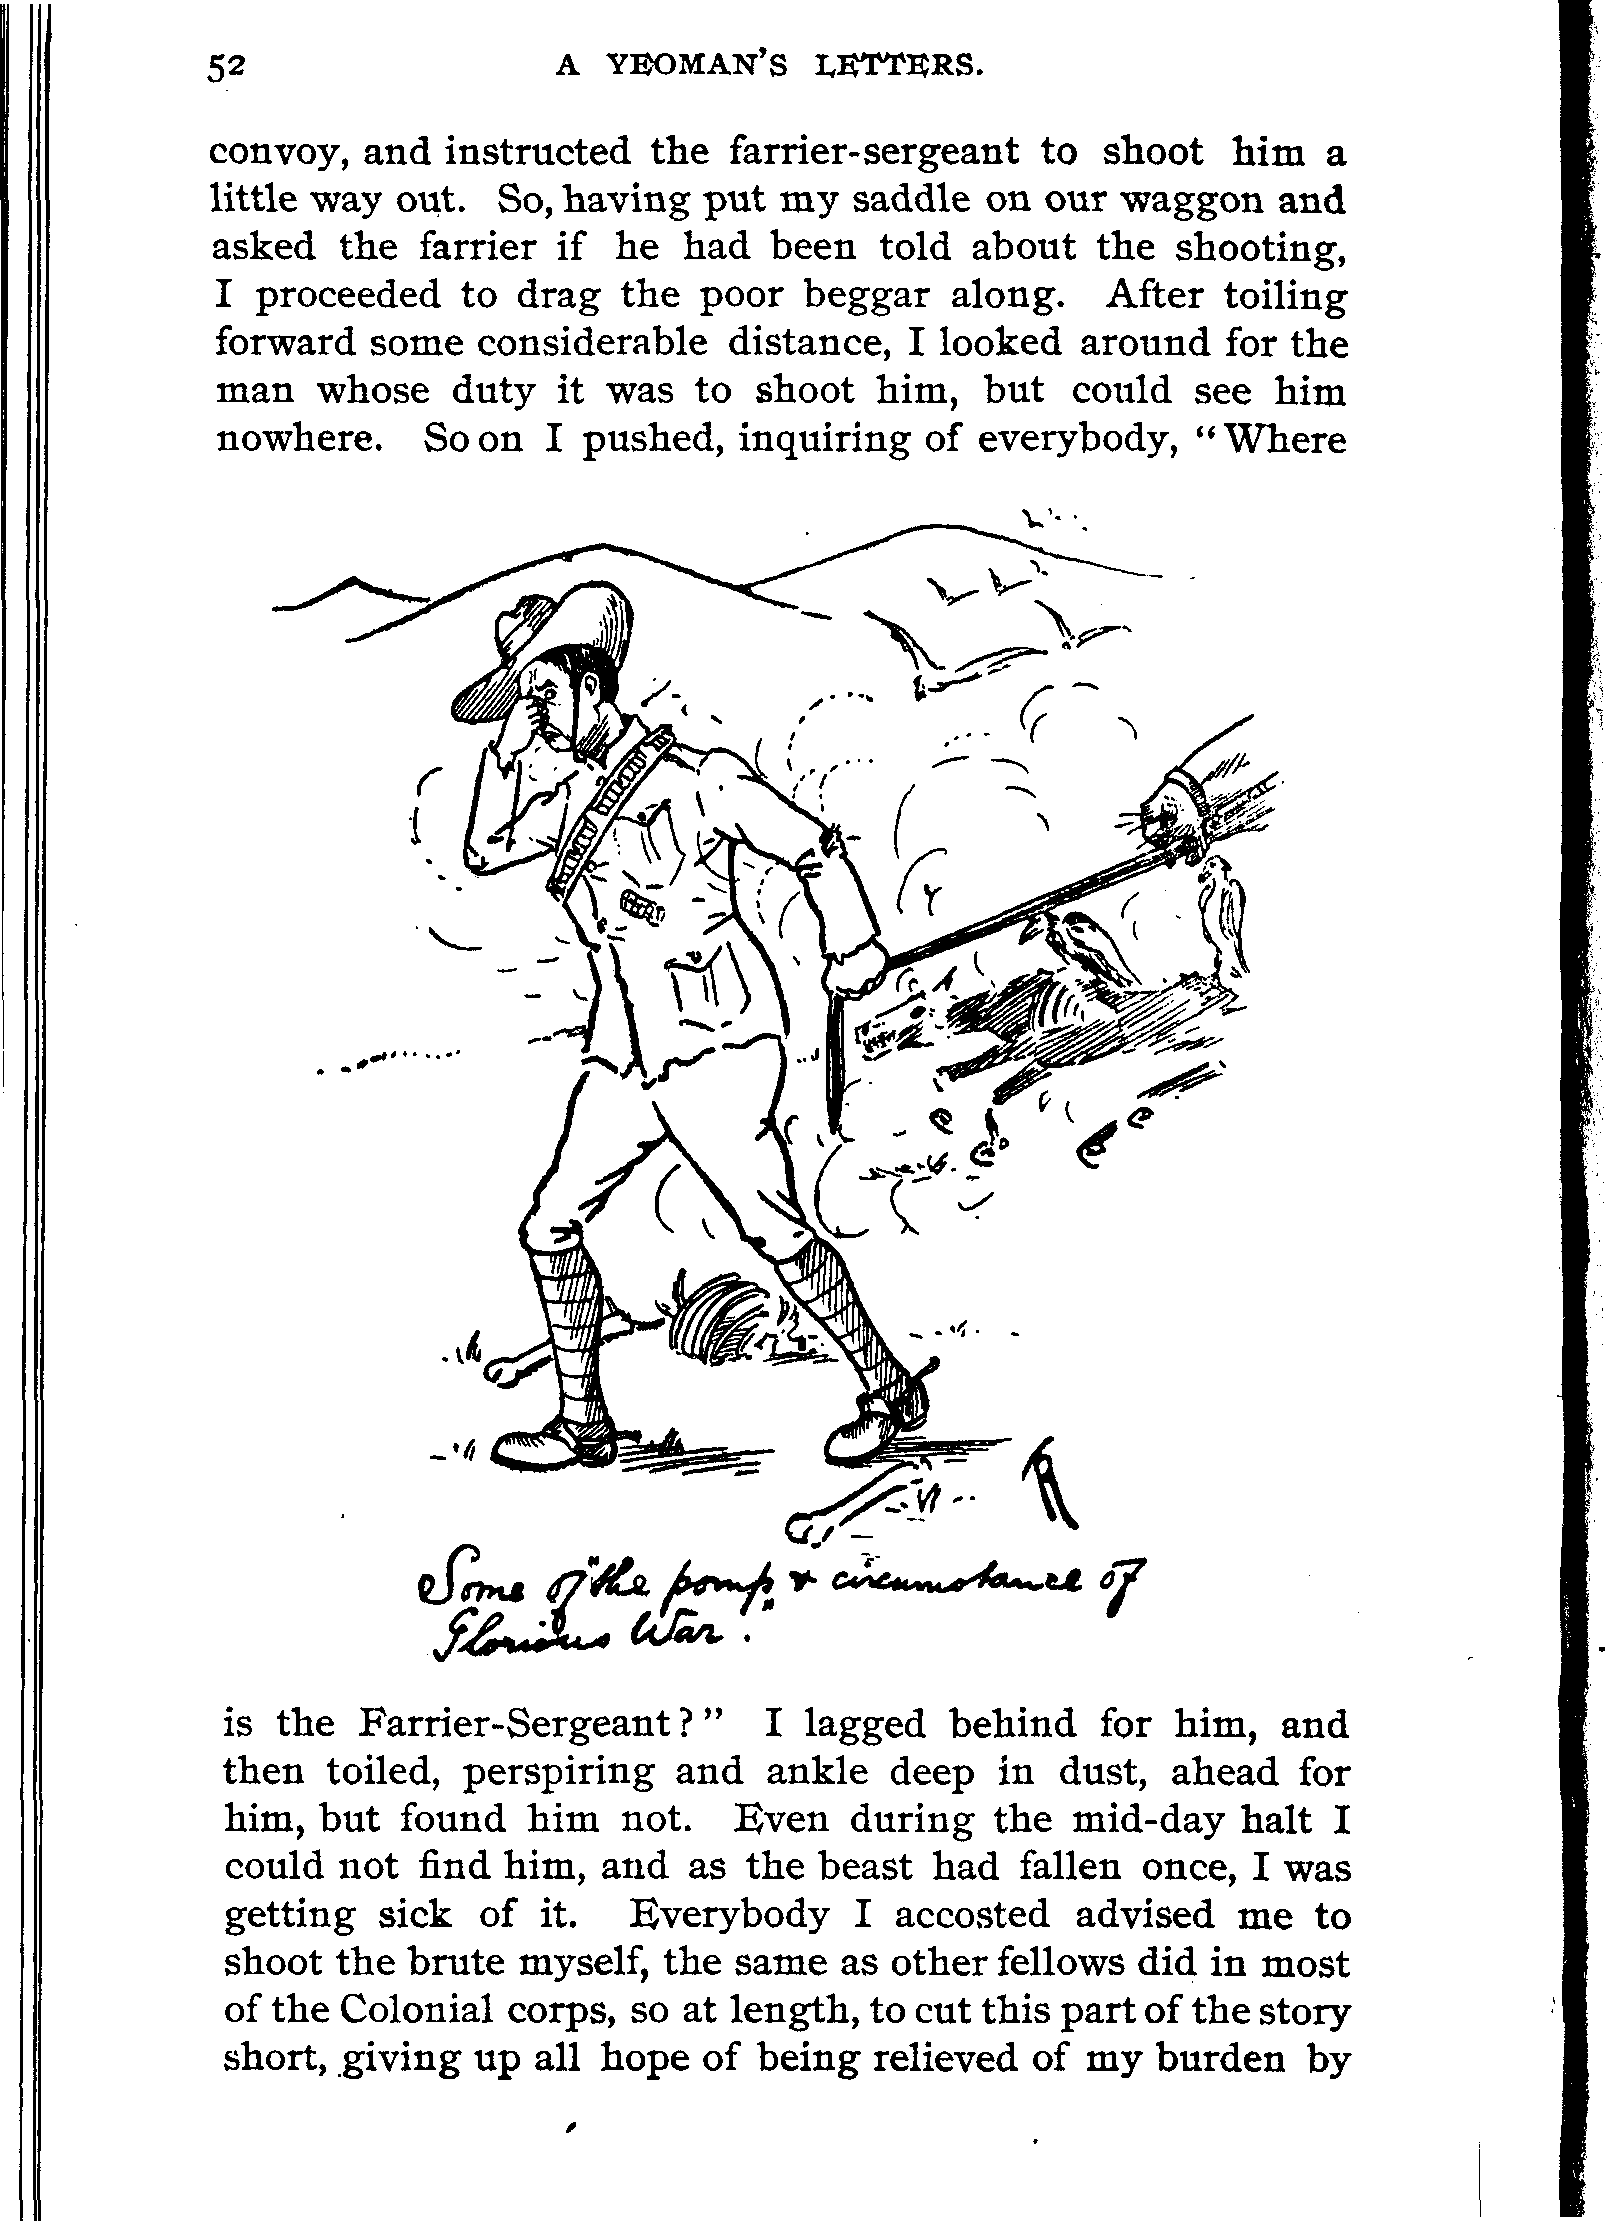 52 A YEOMAN'S LETTERS.
convoy, and instructed the farrier-sergeant to shoot him a
little way out. So, having put my saddle on our waggon and
asked the farrier if he had been told about the shooting,
I proceeded to drag the poor beggar along. After toiling
forward some considerable distance, I looked around for the
man whose duty it was to shoot him, but could see him
nowhere. So on I pushed, inquiring of everybody, “Where
Some of "the pomp" & circumstance of
Glorious War.
is the Farrier-Sergeant?” I lagged behind for him, and
then toiled, perspiring and ankle deep in dust, ahead for
him, but found him not. Even during the mid-day halt I
could not find him, and as the beast had fallen once, I was
getting sick of it. Everybody I accosted advised me to
shoot the brute myself, the same as other fellows did in most
of the Colonial corps, so at length, to cut this part of the story
short, giving up all hope of being relieved of my burden by